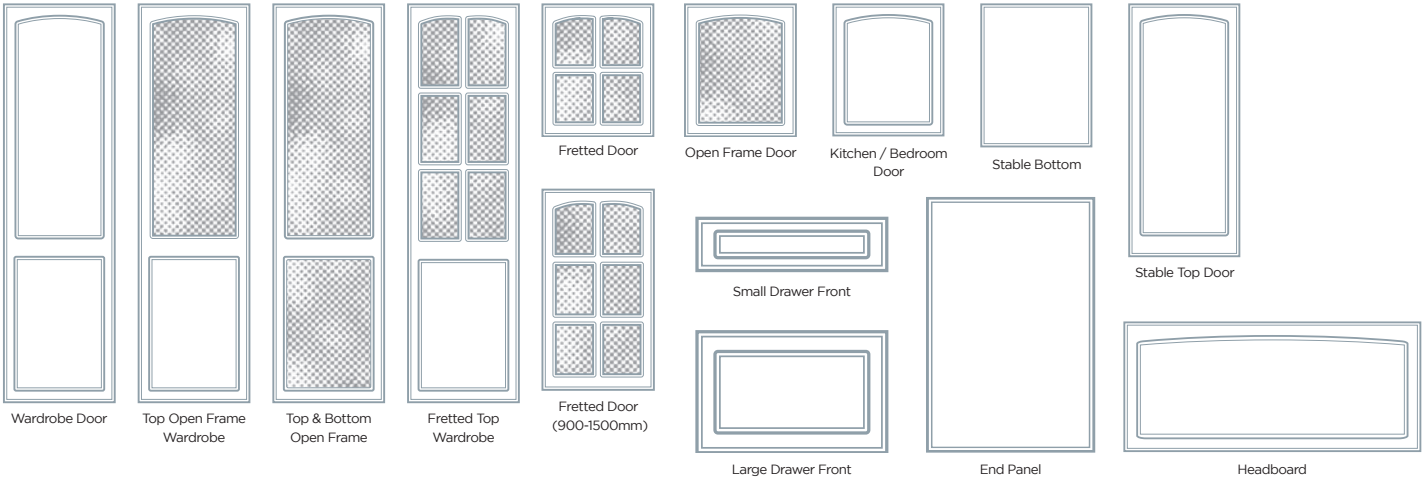 Wardrobe Door
Top Open Frame
Wardrobe
Top & Bottom
Open Frame
Fretted Top
Wardrobe
Fretted Door
Fretted Door
(900-1500mm)
Open Frame Door
Kitchen / Bedroom
Door
Stable Bottom
Stable Top Door
Small Drawer Front
Large Drawer Front
End Panel
Headboard